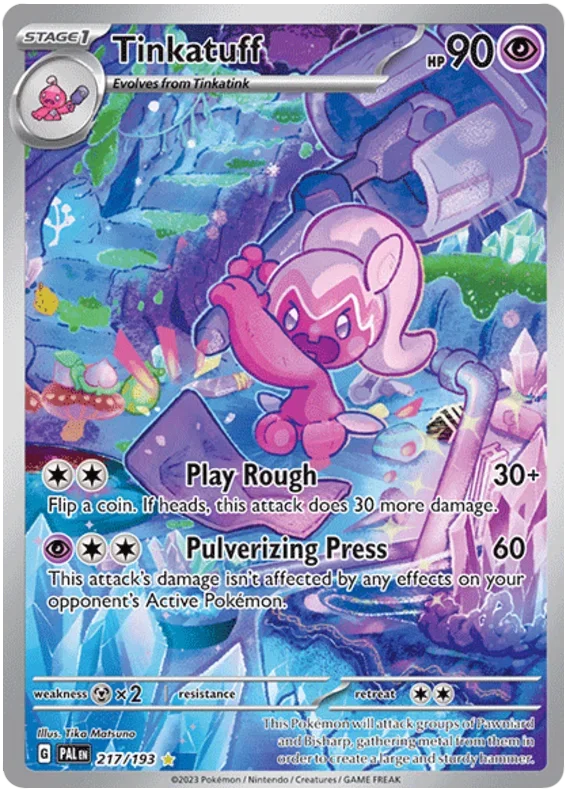 STAGE1
Tinkatuff
HP 90
Evolves from Tinkatink
Play Rough 30+
Flip a coin. If heads, this attack does 30 more damage.
Pulverizing Press 60
This attack's damage isn't affected by any effects on your
opponent's Active Pokémon.
weakness ×2 resistance retreat
Illus. Tika Matsuno
G PAL EN 217/193
This Pokémon will attack groups of Pawniard
and Bisharp, gathering metal from them in
order to create a large and sturdy hammer.
©2023 Pokémon / Nintendo / Creatures / GAME FREAK